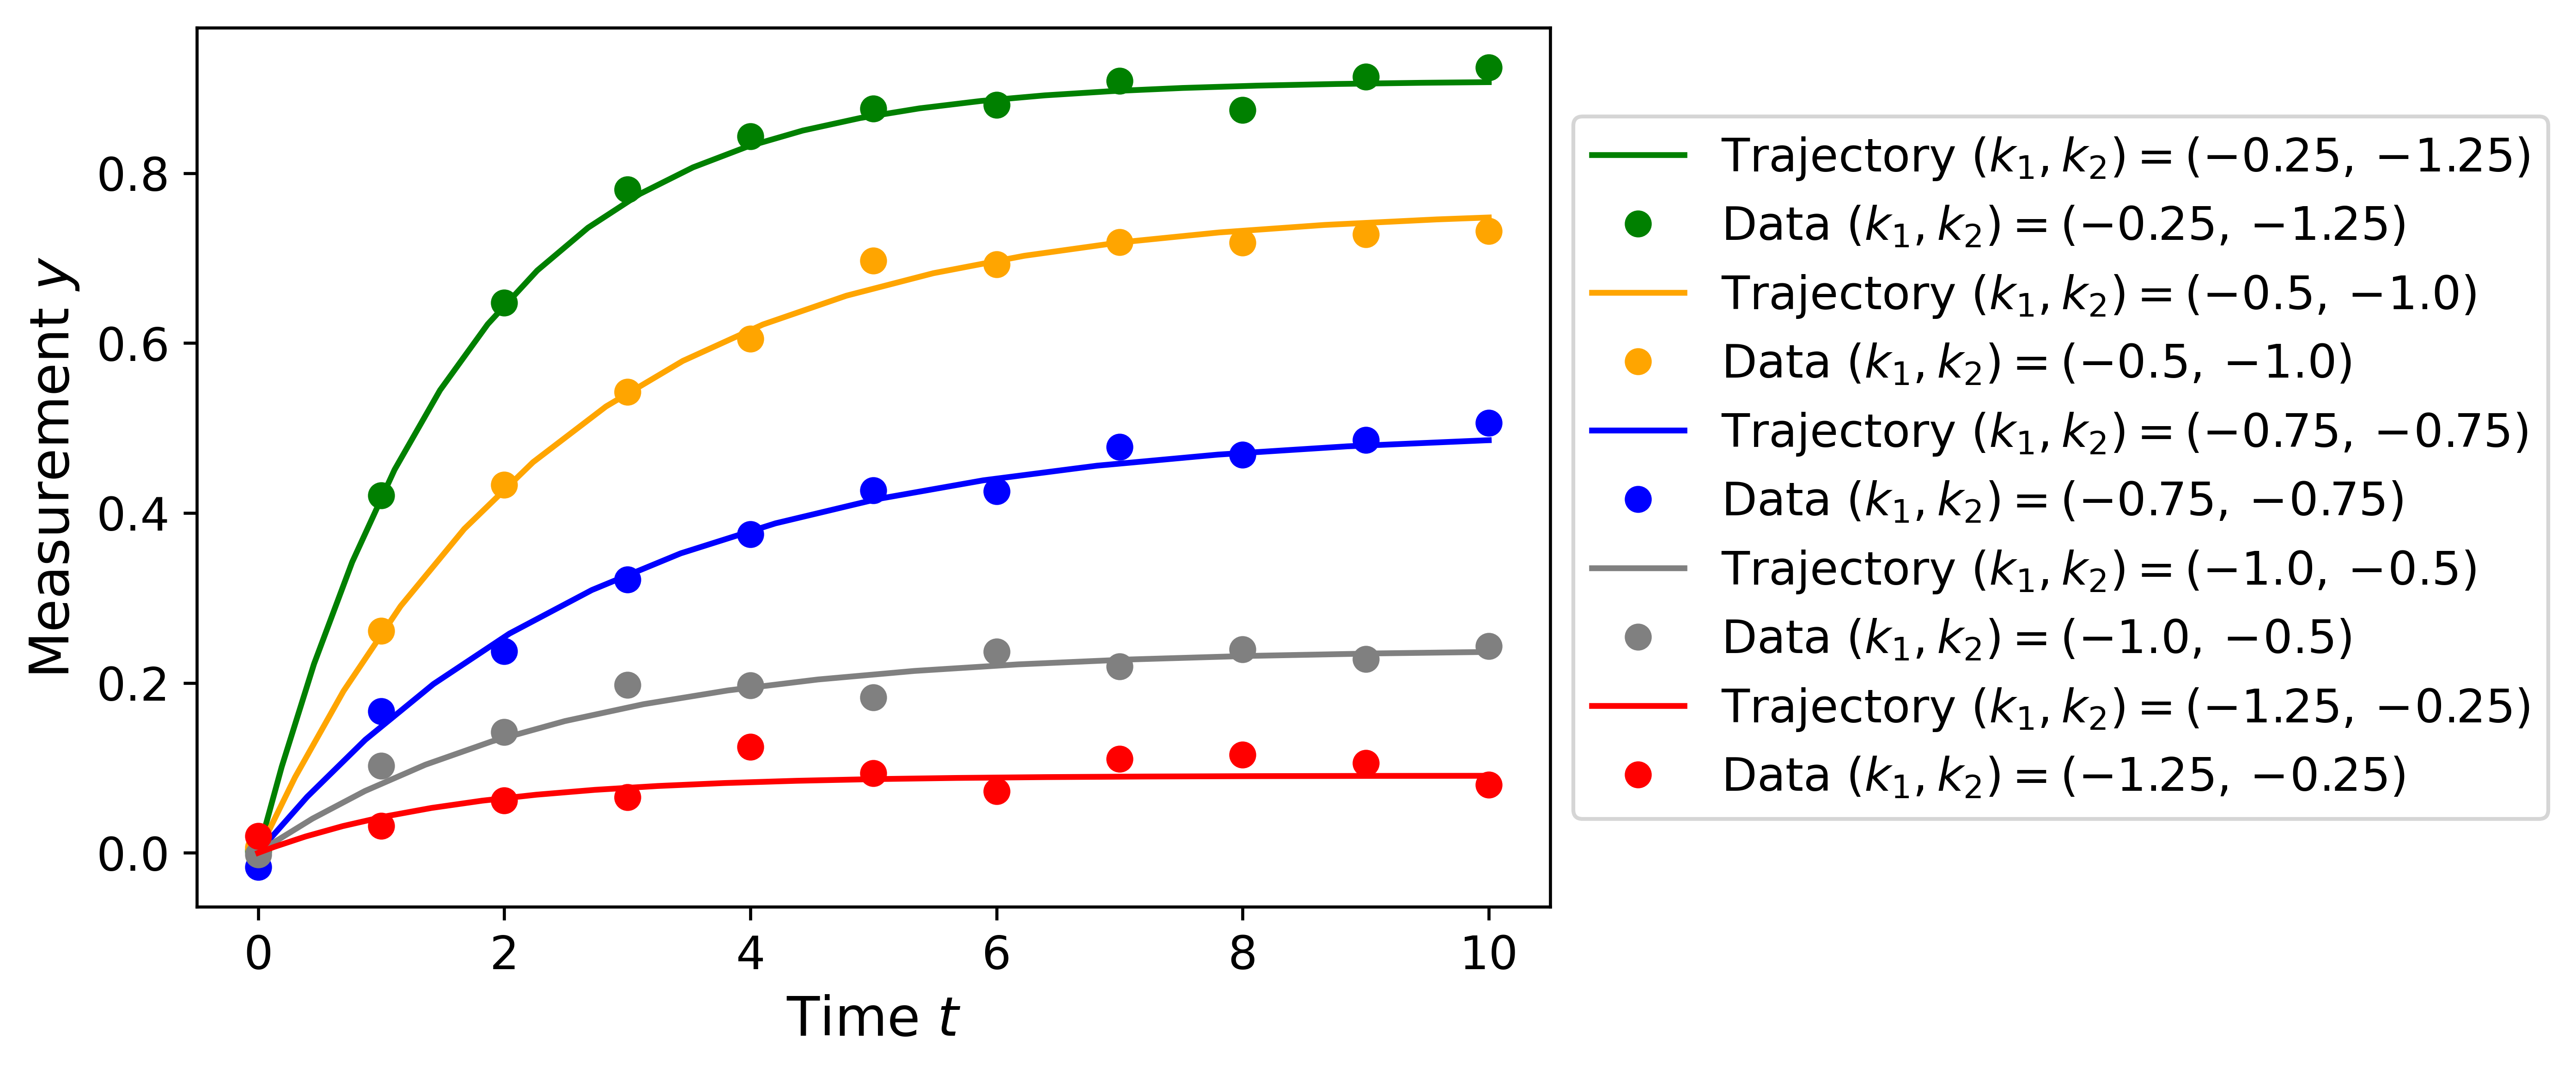 0.8
0.6
0.4
0.2
0.0
Measurement y
0 2 4 6 8 10
Time t
Trajectory (k₁, k₂) = (−0.25, −1.25)
Data (k₁, k₂) = (−0.25, −1.25)
Trajectory (k₁, k₂) = (−0.5, −1.0)
Data (k₁, k₂) = (−0.5, −1.0)
Trajectory (k₁, k₂) = (−0.75, −0.75)
Data (k₁, k₂) = (−0.75, −0.75)
Trajectory (k₁, k₂) = (−1.0, −0.5)
Data (k₁, k₂) = (−1.0, −0.5)
Trajectory (k₁, k₂) = (−1.25, −0.25)
Data (k₁, k₂) = (−1.25, −0.25)